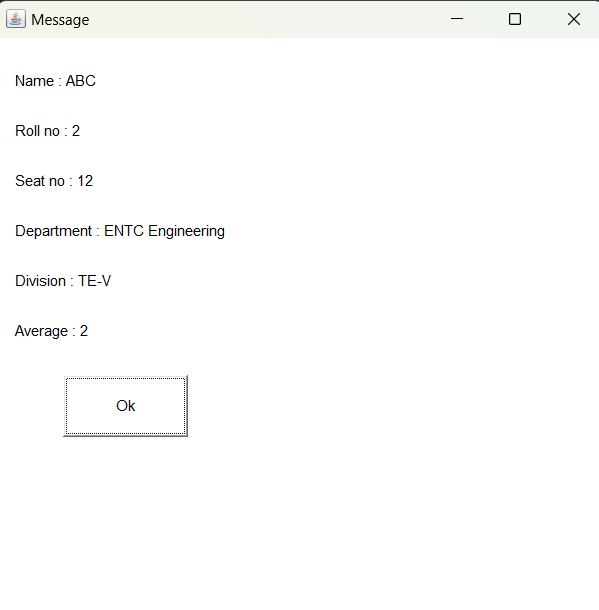 Message
Name : ABC
Roll no : 2
Seat no : 12
Department : ENTC Engineering
Division : TE-V
Average : 2
Ok